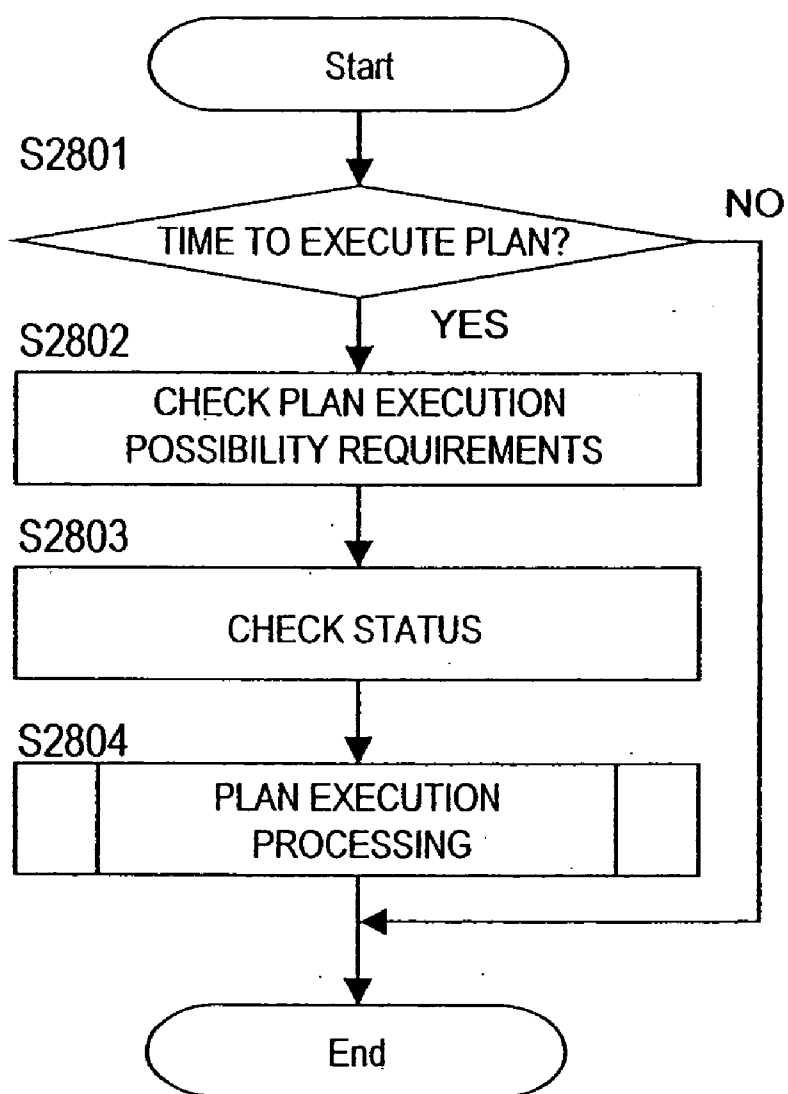 Start
S2801
TIME TO EXECUTE PLAN?
NO
YES
S2802
CHECK PLAN EXECUTION
POSSIBILITY REQUIREMENTS
S2803
CHECK STATUS
S2804
PLAN EXECUTION
PROCESSING
End